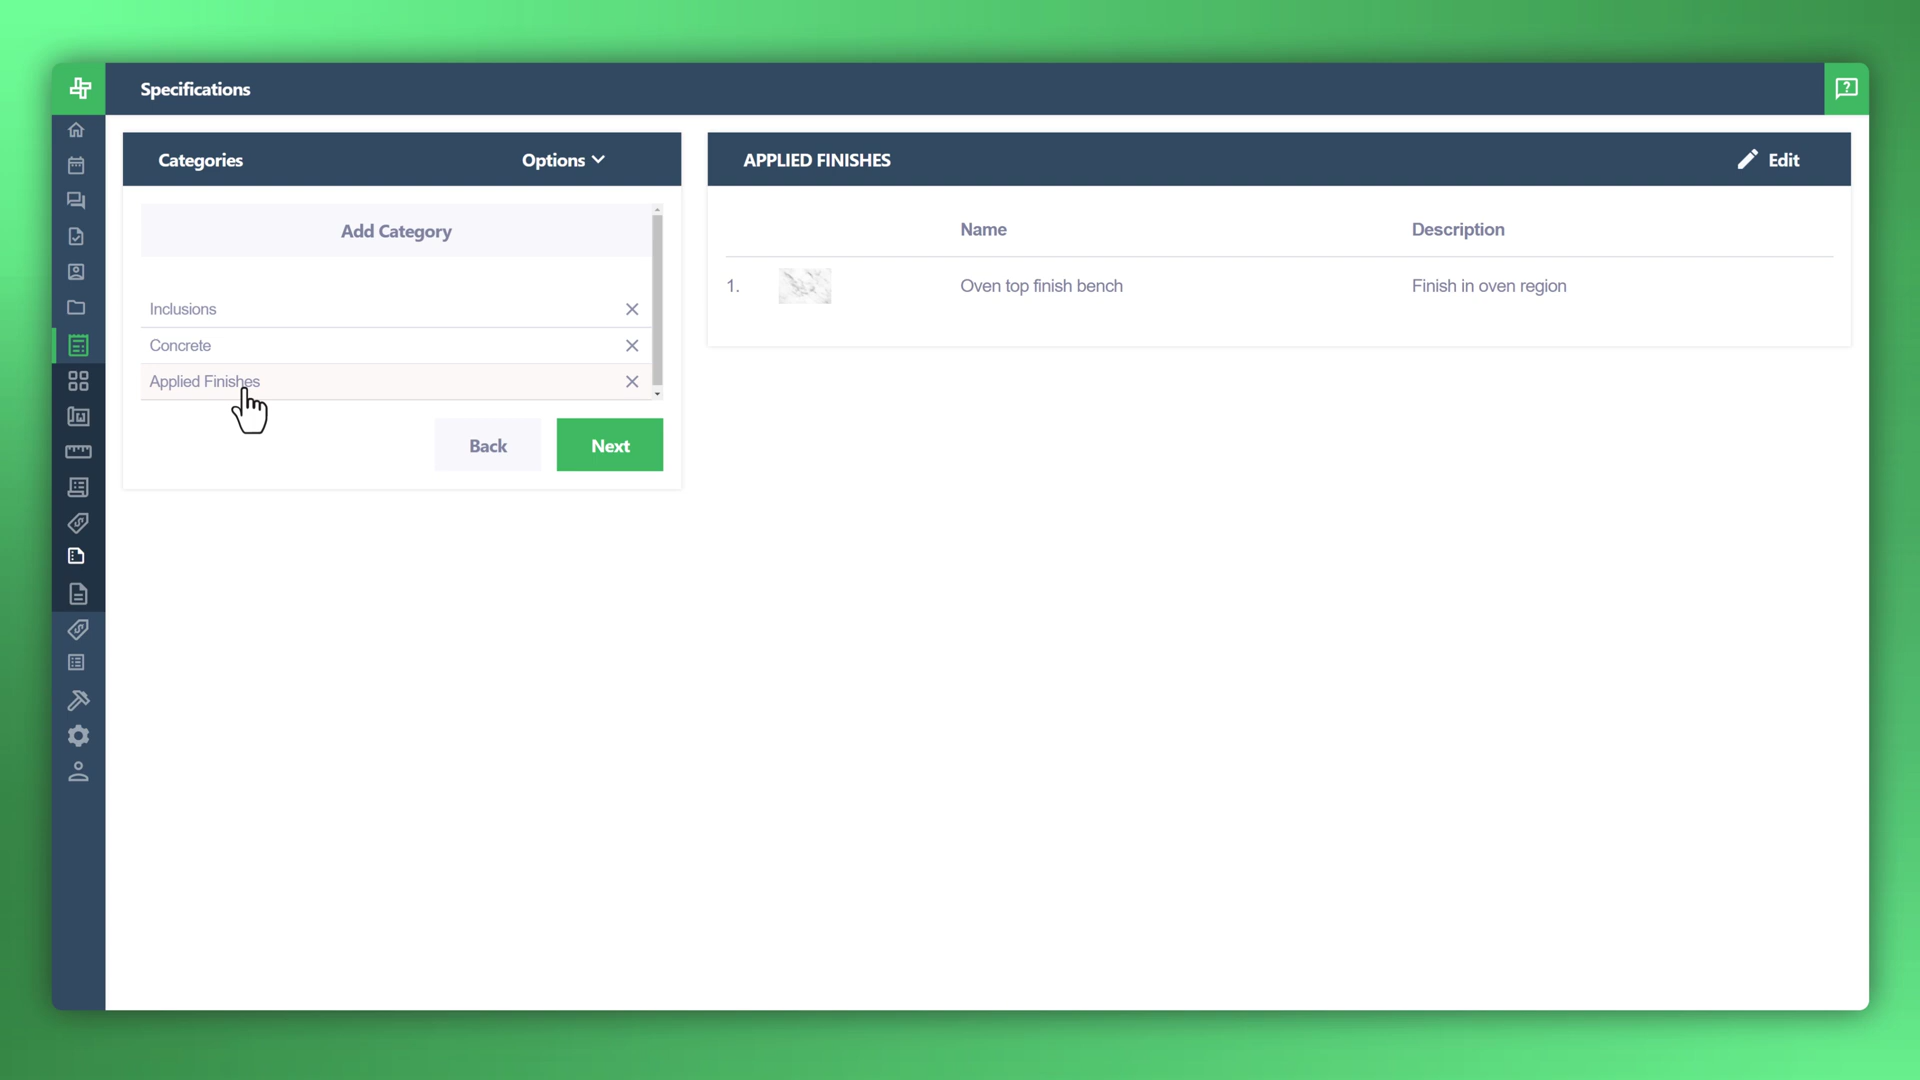 Specifications
Categories
Options
Add Category
Inclusions
Concrete
Applied Finishes
Back
Next
APPLIED FINISHES
Edit
Name
Description
1.
Oven top finish bench
Finish in oven region